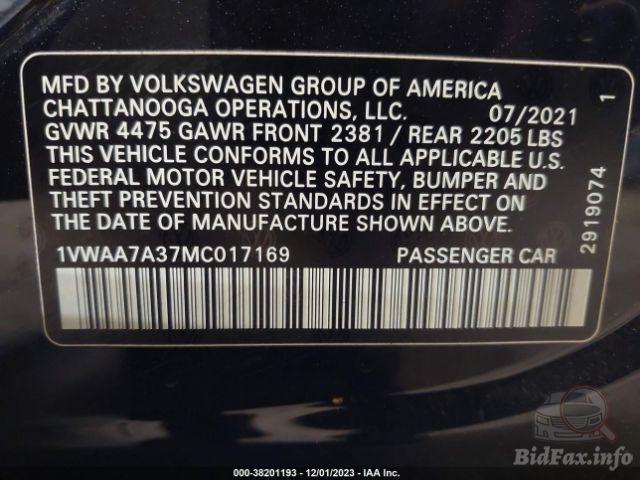 MFD BY VOLKSWAGEN GROUP OF AMERICA
CHATTANOOGA OPERATIONS, LLC. 07/2021
GVWR 4475 GAWR FRONT 2381 / REAR 2205 LBS
THIS VEHICLE CONFORMS TO ALL APPLICABLE U.S.
FEDERAL MOTOR VEHICLE SAFETY, BUMPER AND
THEFT PREVENTION STANDARDS IN EFFECT ON
THE DATE OF MANUFACTURE SHOWN ABOVE.
1VWAA7A37MC017169 PASSENGER CAR
2919074 1
BidFax.info
000-38201193 - 12/01/2023 - IAA Inc.